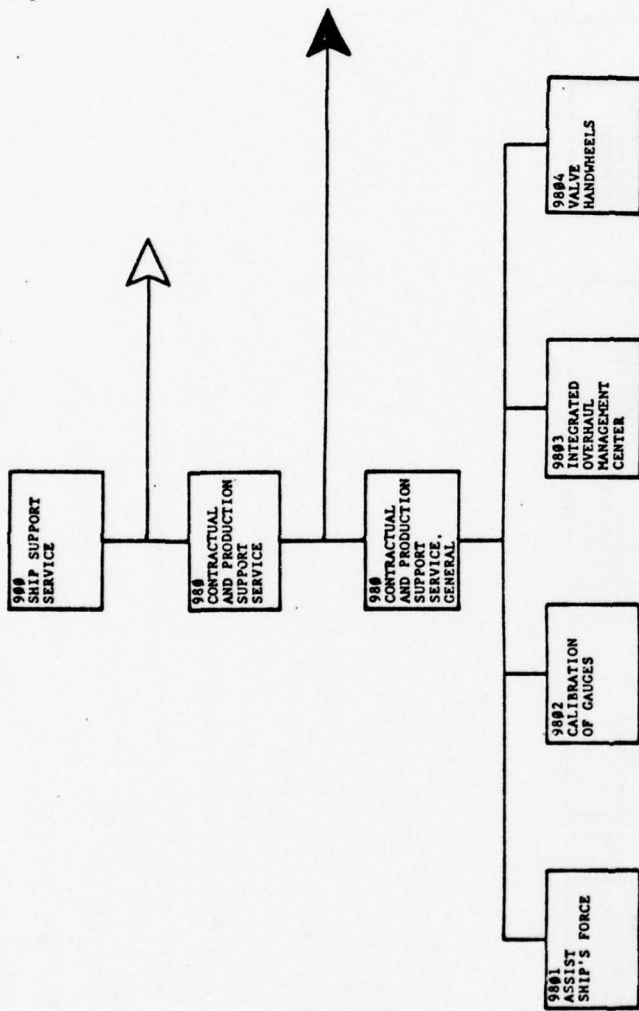 900
SHIP SUPPORT
SERVICE
980
CONTRACTUAL
AND PRODUCTION
SUPPORT
SERVICE
980
CONTRACTUAL
AND PRODUCTION
SUPPORT
SERVICE,
GENERAL
9801
ASSIST
SHIP'S FORCE
9802
CALIBRATION
OF GAUGES
9803
INTEGRATED
OVERHAUL
MANAGEMENT
CENTER
9804
VALVE
HANDWHEELS